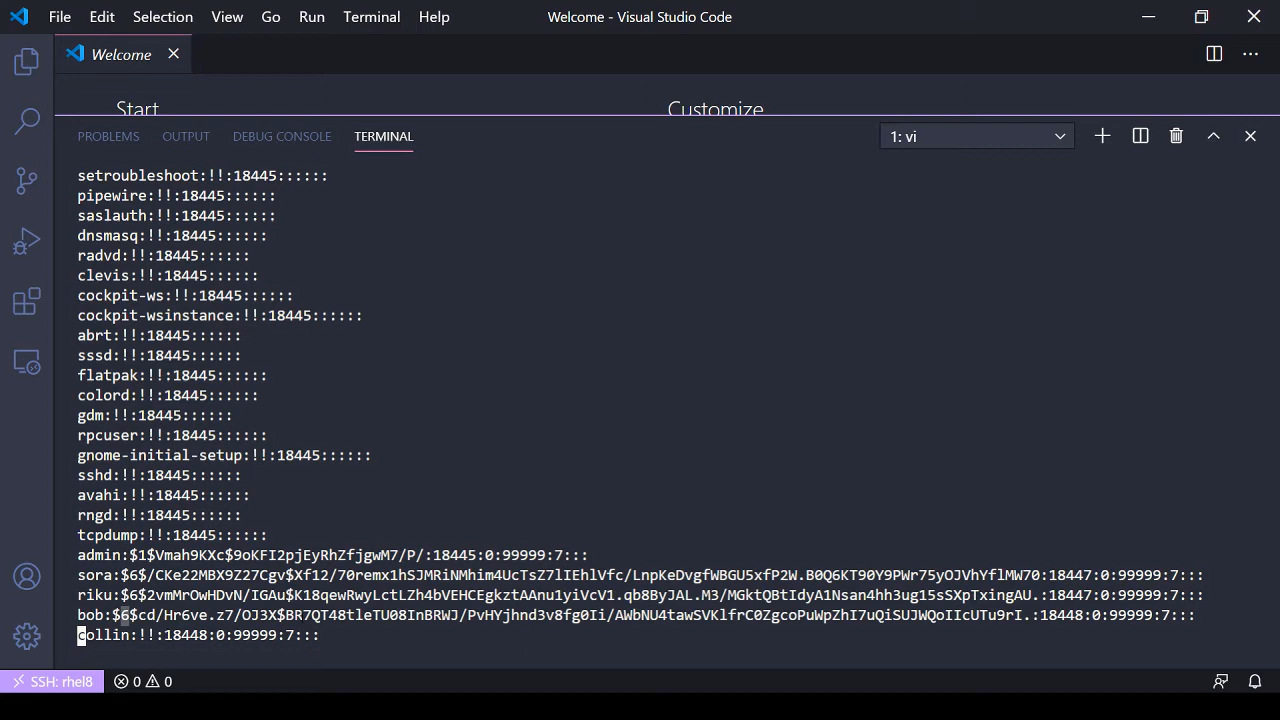 File Edit Selection View Go Run Terminal Help Welcome - Visual Studio Code
Welcome
Start Customize
PROBLEMS OUTPUT DEBUG CONSOLE TERMINAL 1: vi
setroubleshoot:!!:18445::::::
pipewire:!!:18445::::::
saslauth:!!:18445::::::
dnsmasq:!!:18445::::::
radvd:!!:18445::::::
clevis:!!:18445::::::
cockpit-ws:!!:18445::::::
cockpit-wsinstance:!!:18445::::::
abrt:!!:18445::::::
sssd:!!:18445::::::
flatpak:!!:18445::::::
colord:!!:18445::::::
gdm:!!:18445::::::
rpcuser:!!:18445::::::
gnome-initial-setup:!!:18445::::::
sshd:!!:18445::::::
avahi:!!:18445::::::
rngd:!!:18445::::::
tcpdump:!!:18445::::::
admin:$1$Vmah9KXc$9oKFI2pjEyRhZfjgwM7/P/:18445:0:99999:7:::
sora:$6$/CKe22MBX9Z27Cgv$Xf12/70remx1hSJMRiNMhim4UcTsZ7lIEhlVfc/LnpKeDvgfWBGU5xfP2W.B0Q6KT90Y9PWr75yOJVhYflMW70:18447:0:99999:7:::
riku:$6$2vmMrOwHDvN/IGAu$K18qewRwyLctLZh4bVEHCEgkztAAnu1yiVcV1.qb8ByJAL.M3/MGktQBtIdyA1Nsan4hh3ug15sSXpTxingAU.:18447:0:99999:7:::
bob:$6$cd/Hr6ve.z7/OJ3X$BR7QT48tleTU08InBRWJ/PvHYjhnd3v8fg0Ii/AWbNU4tawSVKlfrC0ZgcoPuWpZhI7uQiSUJWQoIIcUTu9rI.:18448:0:99999:7:::
collin:!!:18448:0:99999:7:::
SSH: rhel8 0 0